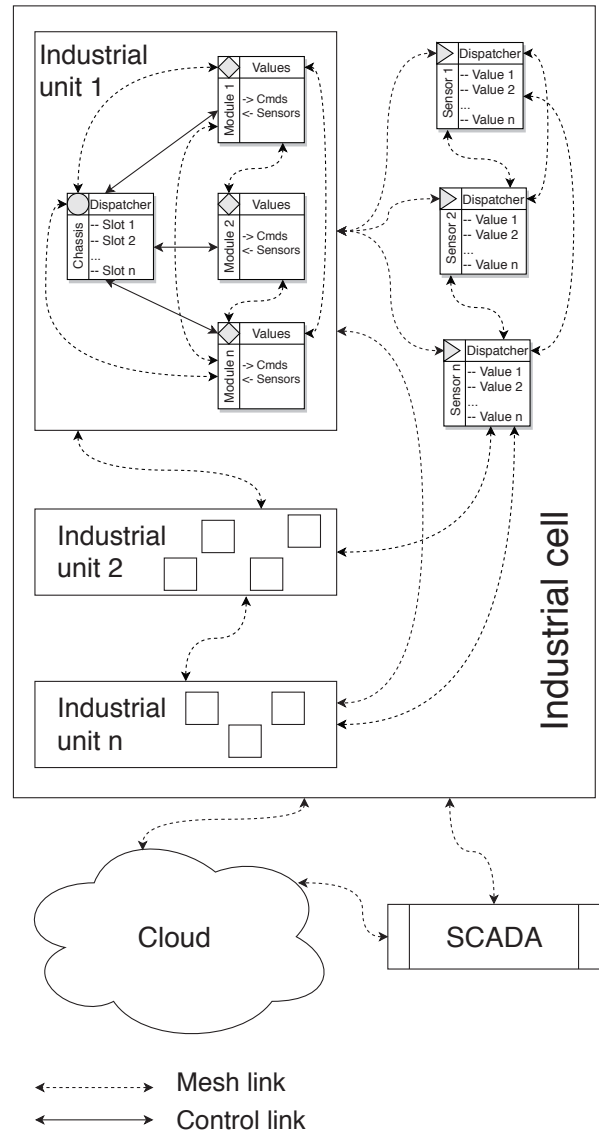 Industrial
unit 1
Values
Module 1
-> Cmds
<- Sensors
Dispatcher
Chassis
-- Slot 1
-- Slot 2
...
-- Slot n
Values
Module 2
-> Cmds
<- Sensors
Values
Module n
-> Cmds
<- Sensors
Dispatcher
Sensor 1
-- Value 1
-- Value 2
...
-- Value n
Dispatcher
Sensor 2
-- Value 1
-- Value 2
...
-- Value n
Dispatcher
Sensor n
-- Value 1
-- Value 2
...
-- Value n
Industrial
unit 2
Industrial
unit n
Industrial cell
Cloud
SCADA
Mesh link
Control link